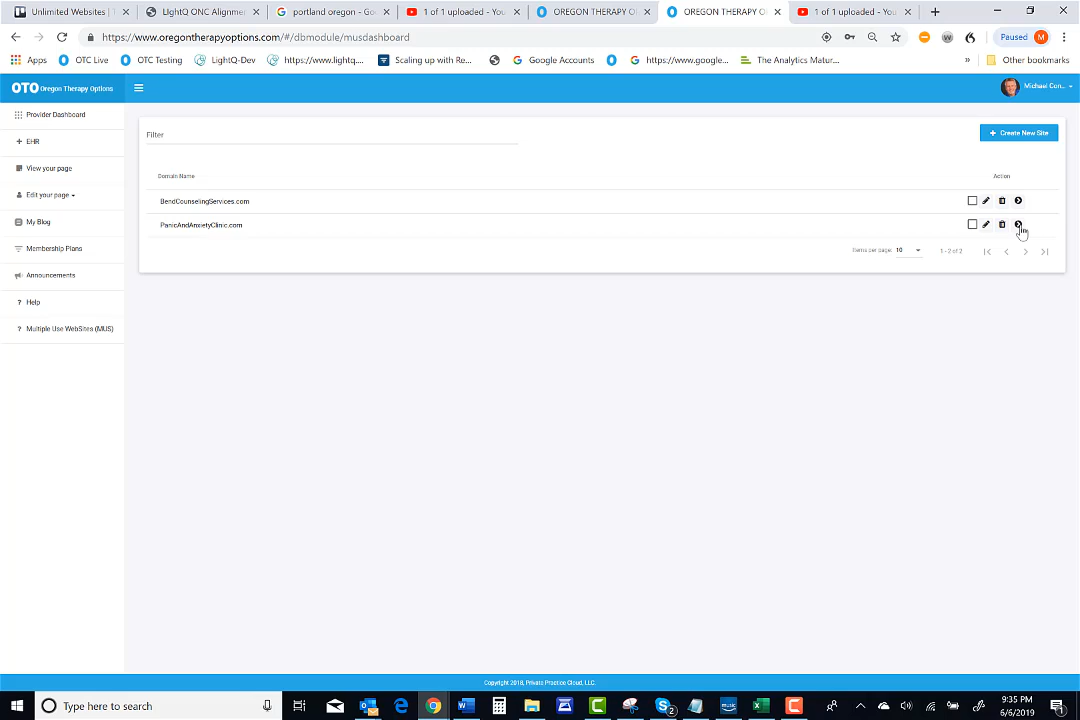 Unlimited Websites | T
LightQ ONC Alignme
portland oregon - Go
1 of 1 uploaded - You
OREGON THERAPY O
OREGON THERAPY O
1 of 1 uploaded - You
https://www.oregontherapyoptions.com/#/dbmodule/musdashboard
Paused M
Apps
OTC Live
OTC Testing
LightQ-Dev
https://www.lightq,...
Scaling up with Re...
Google Accounts
https://www.google...
The Analytics Matur...
»
Other bookmarks
OTO Oregon Therapy Options
Michael Con...
Provider Dashboard
EHR
View your page
Edit your page
My Blog
Membership Plans
Announcements
? Help
? Multiple Use WebSites (MUS)
Filter
+ Create New Site
Domain Name
Action
BendCounselingServices.com
PanicAndAnxietyClinic.com
Items per page: 10
1 - 2 of 2
Copyright 2018, Private Practice Cloud, LLC.
Type here to search
9:35 PM
6/6/2019